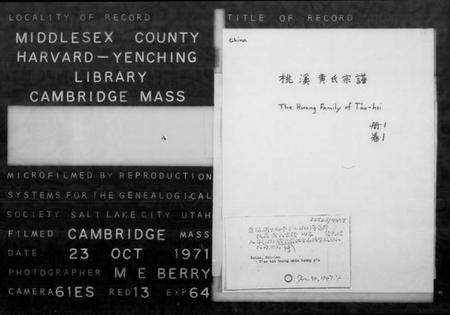 LOCALITY OF RECORD
MIDDLESEX COUNTY
HARVARD-YENCHING
LIBRARY
CAMBRIDGE MASS
MICROFILMED BY REPRODUCTION
SYSTEMS FOR THE GENEALOGICAL
SOCIETY SALT LAKE CITY UTAH
FILMED CAMBRIDGE MASS
DATE 23 OCT 1971
PHOTOGRAPHER M E BERRY
CAMERA 61ES RED 13 EXP 64
TITLE OF RECORD
China
桃溪黄氏宗譜
The Hwang Family of Tao-hsi
册1
卷1